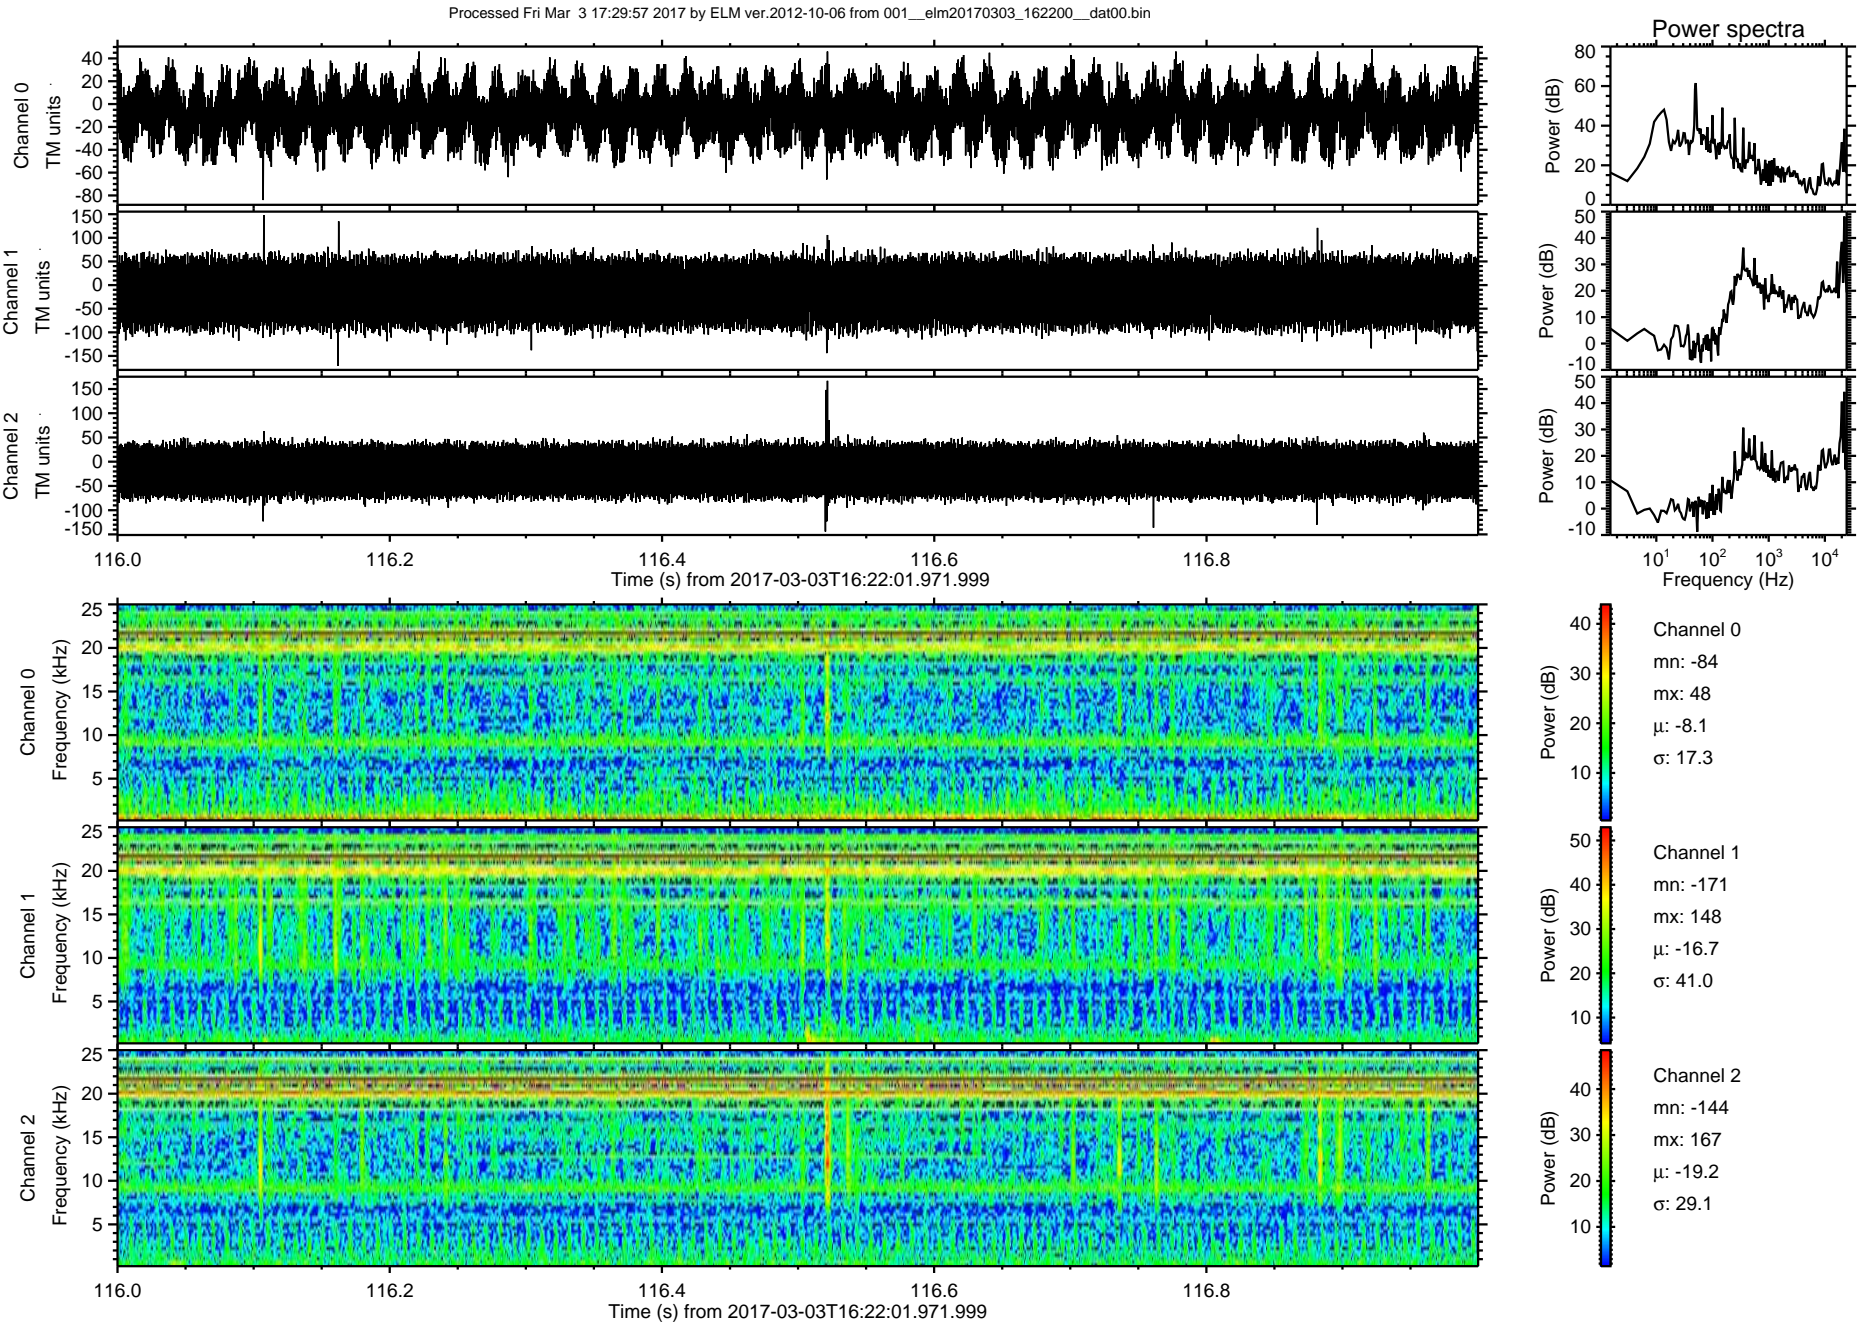 Processed Fri Mar  3 17:29:57 2017 by ELM ver.2012-10-06 from 001__elm20170303_162200__dat00.bin
Power spectra
Channel 0
TM units
40
20
0
-20
-40
-60
-80
Power (dB)
80
60
40
20
0
Channel 1
TM units
150
100
50
0
-50
-100
-150
Power (dB)
50
40
30
20
10
0
-10
Channel 2
TM units
150
100
50
0
-50
-100
-150
Power (dB)
50
40
30
20
10
0
-10
116.0 116.2 116.4 116.6 116.8
Time (s) from 2017-03-03T16:22:01.971.999
10^1 10^2 10^3 10^4
Frequency (Hz)
Channel 0
Frequency (kHz)
25
20
15
10
5
Power (dB)
40
30
20
10
Channel 0
mn: -84
mx: 48
μ: -8.1
σ: 17.3
Channel 1
Frequency (kHz)
25
20
15
10
5
Power (dB)
50
40
30
20
10
Channel 1
mn: -171
mx: 148
μ: -16.7
σ: 41.0
Channel 2
Frequency (kHz)
25
20
15
10
5
Power (dB)
40
30
20
10
Channel 2
mn: -144
mx: 167
μ: -19.2
σ: 29.1
116.0 116.2 116.4 116.6 116.8
Time (s) from 2017-03-03T16:22:01.971.999